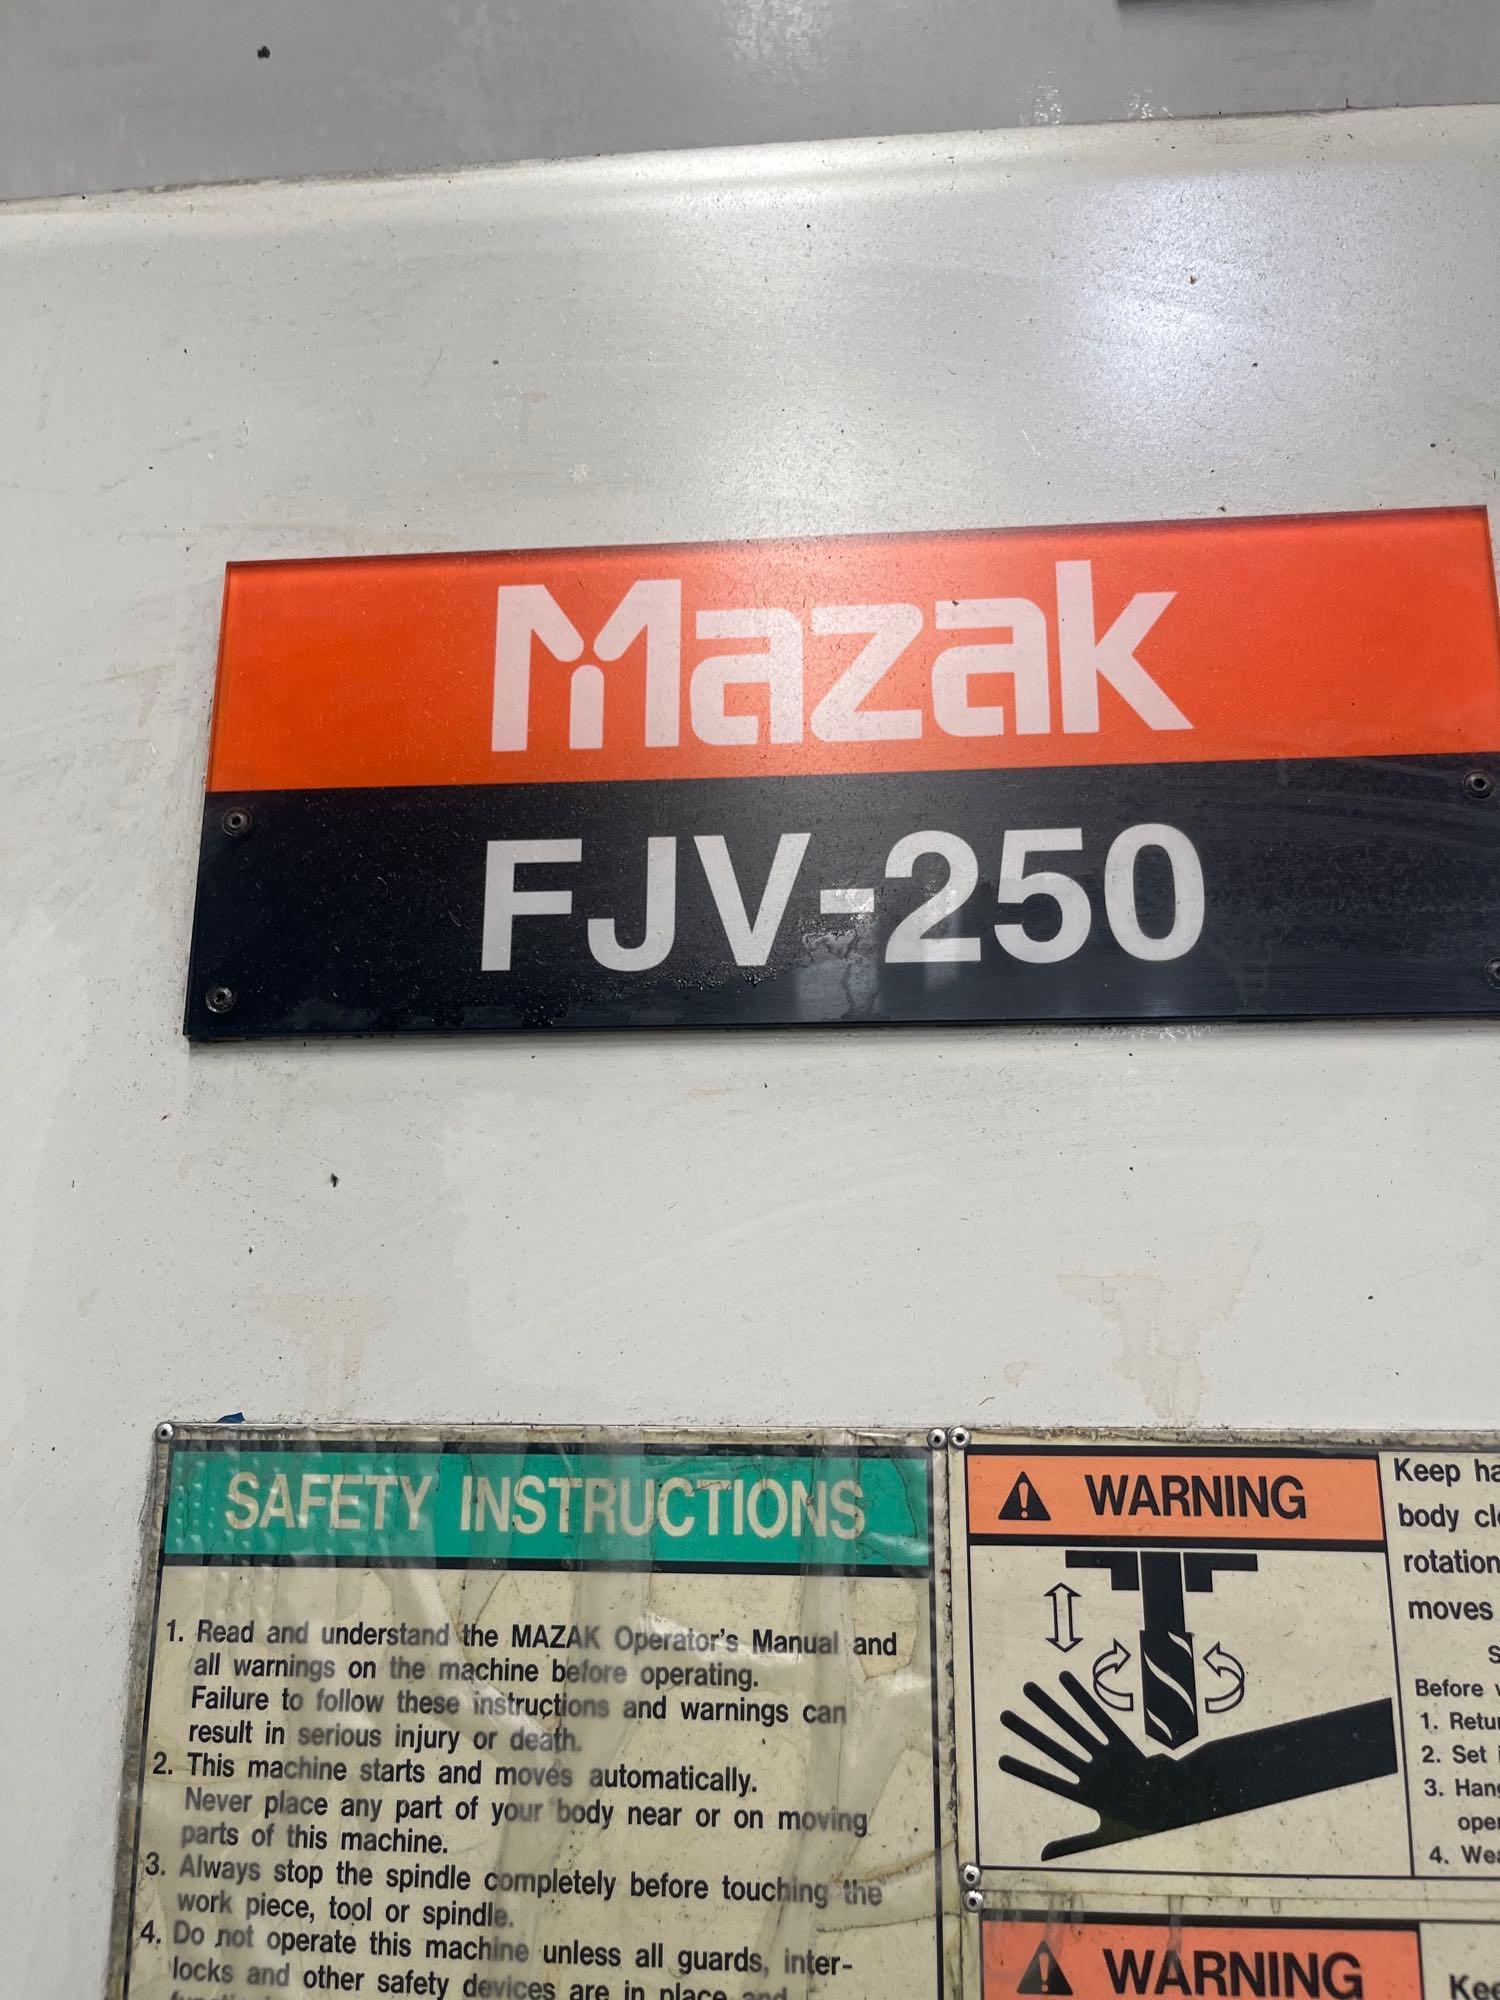 Mazak
FJV-250
SAFETY INSTRUCTIONS
1. Read and understand the MAZAK Operator's Manual and
all warnings on the machine before operating.
Failure to follow these instructions and warnings can
result in serious injury or death.
2. This machine starts and moves automatically.
Never place any part of your body near or on moving
parts of this machine.
3. Always stop the spindle completely before touching the
work piece, tool or spindle.
4. Do not operate this machine unless all guards, inter-
locks and other safety devices are in place and
WARNING
Keep
body
rotation
moves
Before
1.
2. Set
3.
4.
WARNING